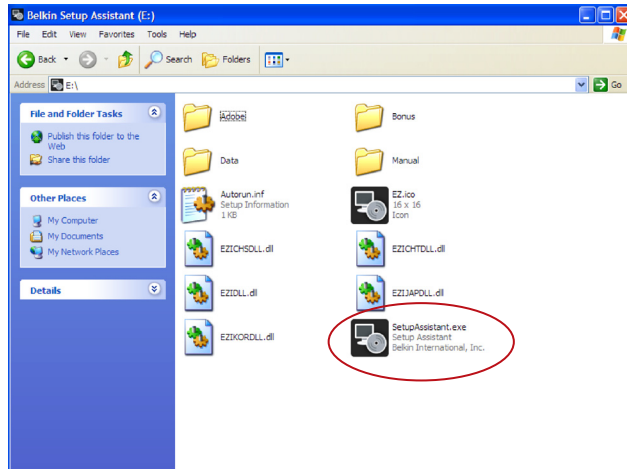 Belkin Setup Assistant (E:)
File Edit View Favorites Tools Help
Back Search Folders
Address E:\ Go
File and Folder Tasks
Publish this folder to the
Web
Share this folder
Other Places
My Computer
My Documents
My Network Places
Details
Adobe
Bonus
Data
Manual
Autorun.inf
Setup Information
1 KB
EZ.ico
16 x 16
Icon
EZICHSDLL.dll
EZICHTDLL.dll
EZIDLL.dll
EZIJAPDLL.dll
EZIKORDLL.dll
SetupAssistant.exe
Setup Assistant
Belkin International, Inc.